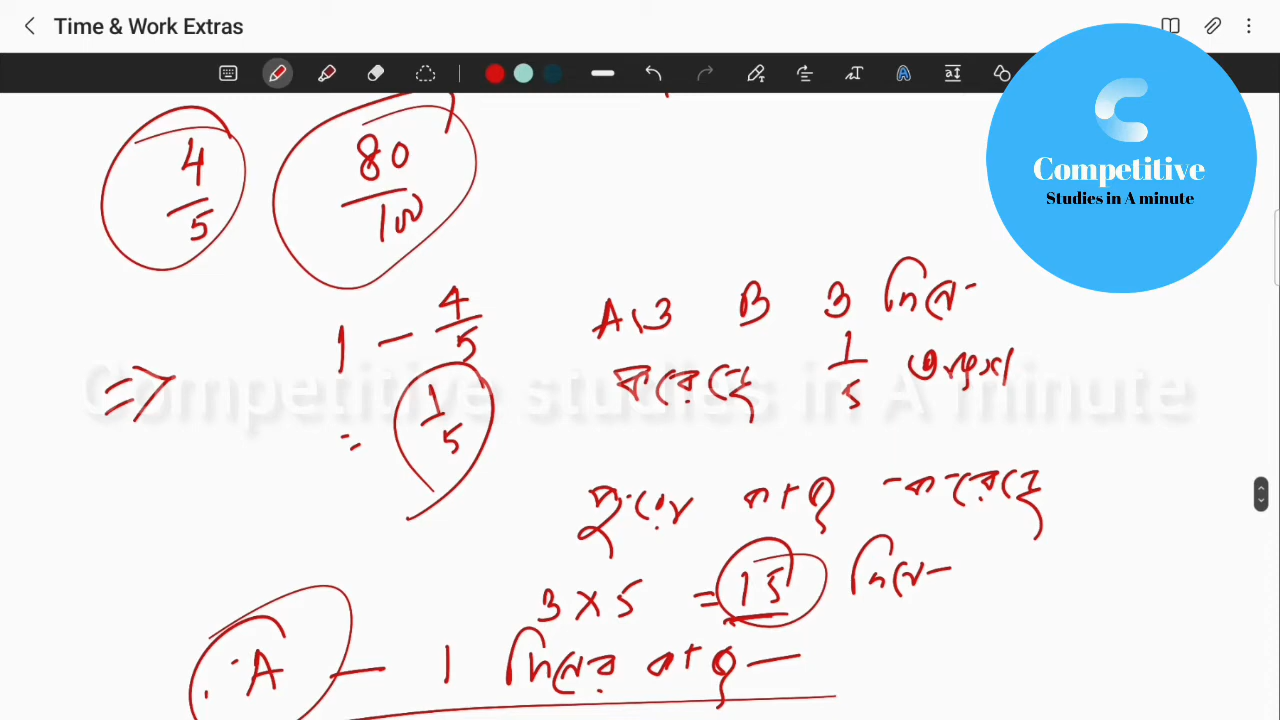 Time & Work Extras
Competitive
Studies in A minute
4/5
80/100
1 - 4/5
= 1/5
=>
A ও B 3 দিনে
করেছে 1/5 অংশ
Competitive studies in A minute
দুজনে কাজ করেছে
3 × 5 = 15 দিনে
A — 1 দিনের কাজ —